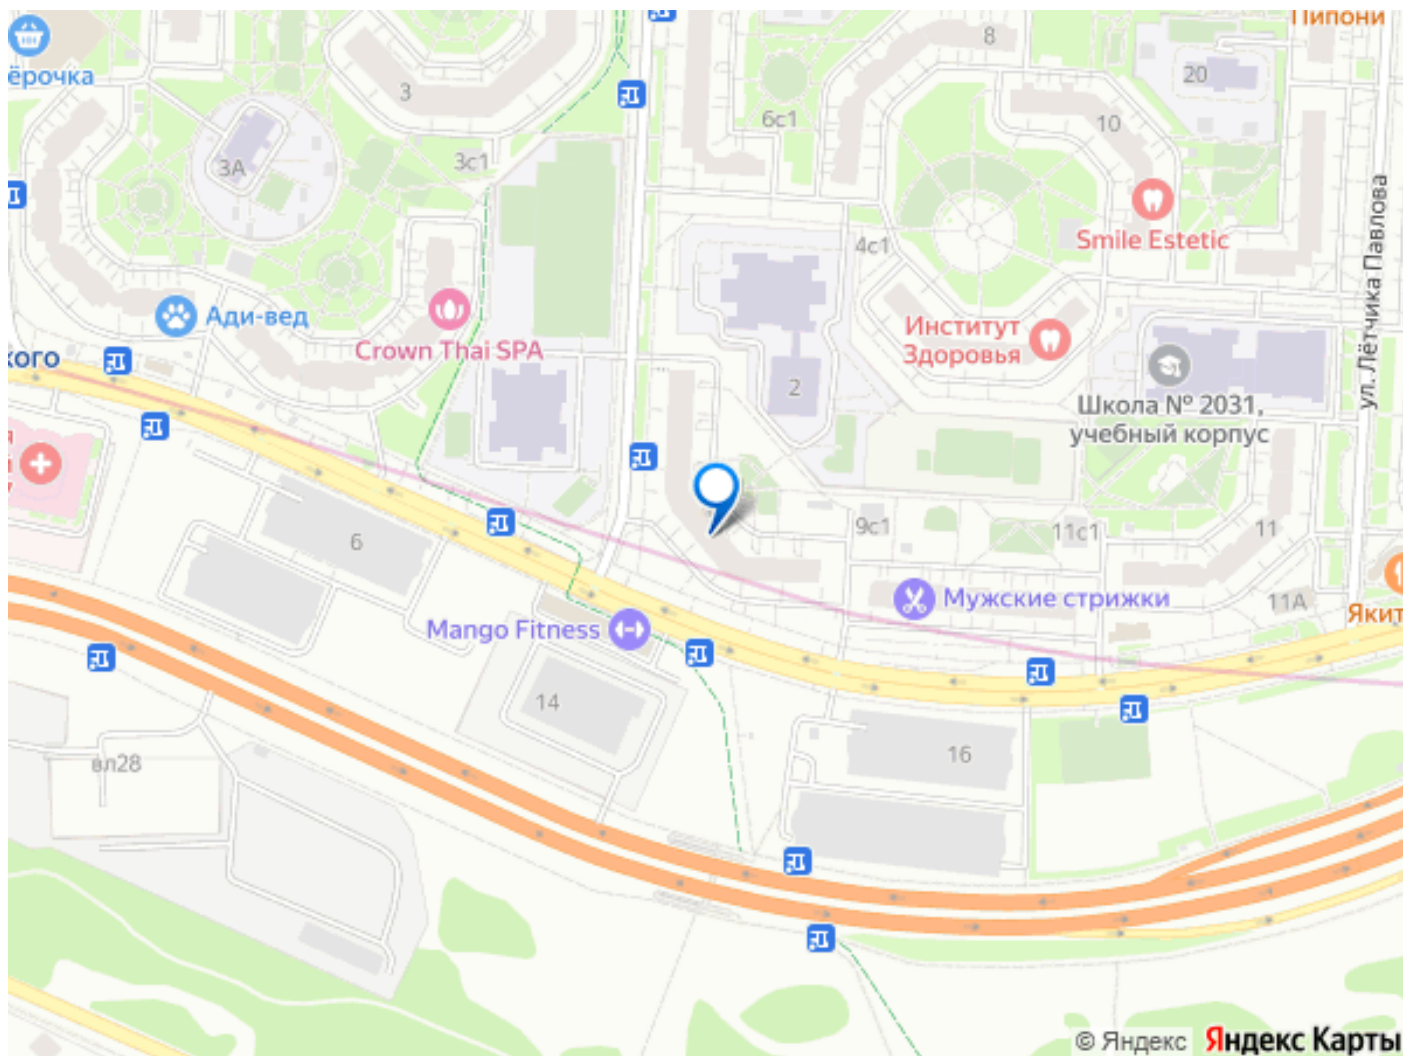 Пипони
8
ёрочка
3
20
6с1
10
3А
3с1
ул. Лётчика Павлова
Smile Estetic
4с1
Ади-вед
Институт
Здоровья
Crown Thai SPA
кого
2
Школа № 2031,
учебный корпус
я
6
9с1
11с1
11
Мужские стрижки
11А
Якит
Mango Fitness
14
16
вл28
© Яндекс
Яндекс Карты